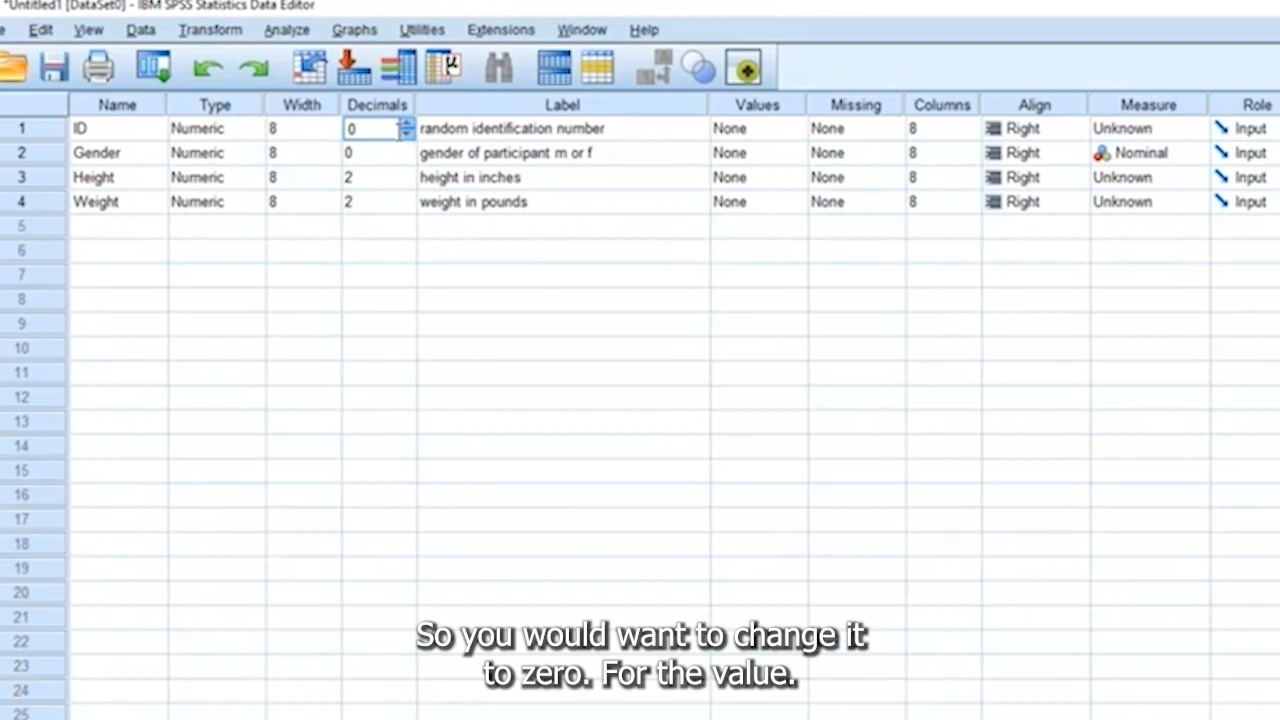 *Untitled1 [DataSet0] - IBM SPSS Statistics Data Editor
e Edit View Data Transform Analyze Graphs Utilities Extensions Window Help
Name Type Width Decimals Label Values Missing Columns Align Measure Role
1 ID Numeric 8 0 random identification number None None 8 Right Unknown Input
2 Gender Numeric 8 0 gender of participant m or f None None 8 Right Nominal Input
3 Height Numeric 8 2 height in inches None None 8 Right Unknown Input
4 Weight Numeric 8 2 weight in pounds None None 8 Right Unknown Input
5
6
7
8
9
10
11
12
13
14
15
16
17
18
19
20
21
22
23
24
25
So you would want to change it
to zero. For the value.